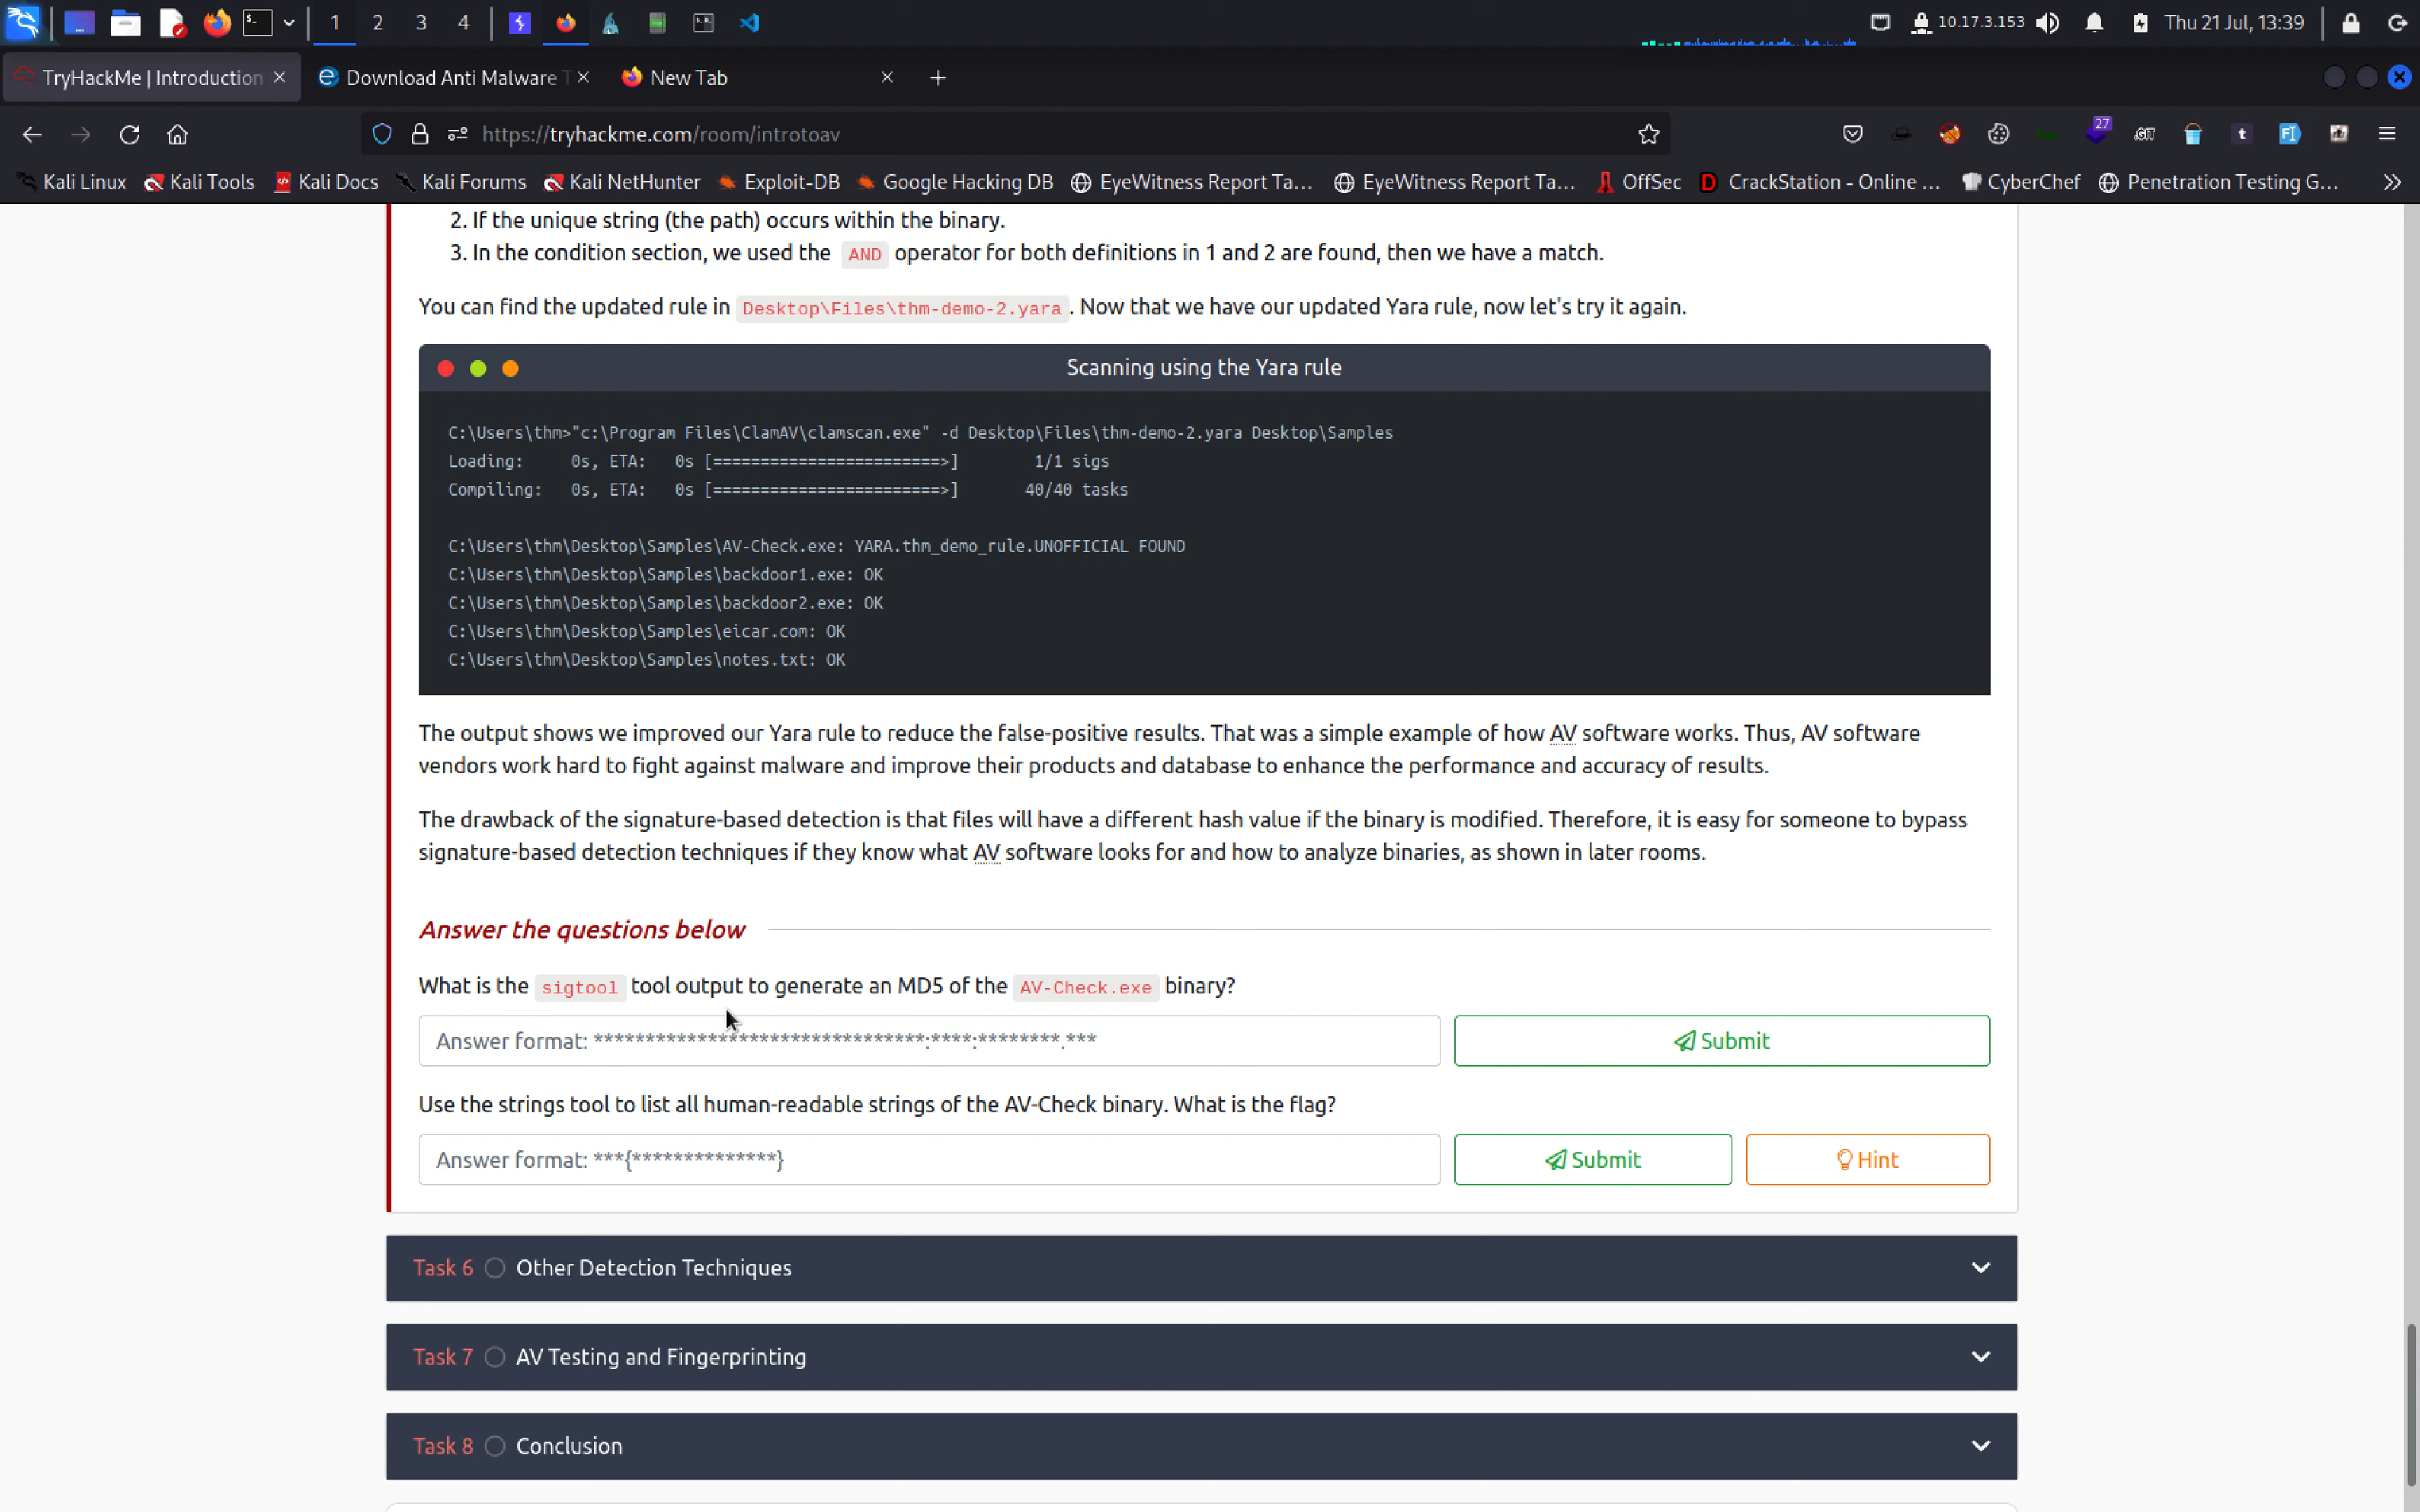 1 2 3 4 10.17.3.153 Thu 21 Jul, 13:39
TryHackMe | Introduction Download Anti Malware T New Tab
https://tryhackme.com/room/introtoav 27
Kali Linux Kali Tools Kali Docs Kali Forums Kali NetHunter Exploit-DB Google Hacking DB EyeWitness Report Ta... EyeWitness Report Ta... OffSec CrackStation - Online ... CyberChef Penetration Testing G...
2. If the unique string (the path) occurs within the binary.
3. In the condition section, we used the AND operator for both definitions in 1 and 2 are found, then we have a match.
You can find the updated rule in Desktop\Files\thm-demo-2.yara. Now that we have our updated Yara rule, now let's try it again.
Scanning using the Yara rule
C:\Users\thm>"c:\Program Files\ClamAV\clamscan.exe" -d Desktop\Files\thm-demo-2.yara Desktop\Samples
Loading: 0s, ETA: 0s [========================>] 1/1 sigs
Compiling: 0s, ETA: 0s [========================>] 40/40 tasks
C:\Users\thm\Desktop\Samples\AV-Check.exe: YARA.thm_demo_rule.UNOFFICIAL FOUND
C:\Users\thm\Desktop\Samples\backdoor1.exe: OK
C:\Users\thm\Desktop\Samples\backdoor2.exe: OK
C:\Users\thm\Desktop\Samples\eicar.com: OK
C:\Users\thm\Desktop\Samples\notes.txt: OK
The output shows we improved our Yara rule to reduce the false-positive results. That was a simple example of how AV software works. Thus, AV software
vendors work hard to fight against malware and improve their products and database to enhance the performance and accuracy of results.
The drawback of the signature-based detection is that files will have a different hash value if the binary is modified. Therefore, it is easy for someone to bypass
signature-based detection techniques if they know what AV software looks for and how to analyze binaries, as shown in later rooms.
Answer the questions below
What is the sigtool tool output to generate an MD5 of the AV-Check.exe binary?
Answer format: ********************************:****:********.*** Submit
Use the strings tool to list all human-readable strings of the AV-Check binary. What is the flag?
Answer format: ***{**************} Submit Hint
Task 6 Other Detection Techniques
Task 7 AV Testing and Fingerprinting
Task 8 Conclusion